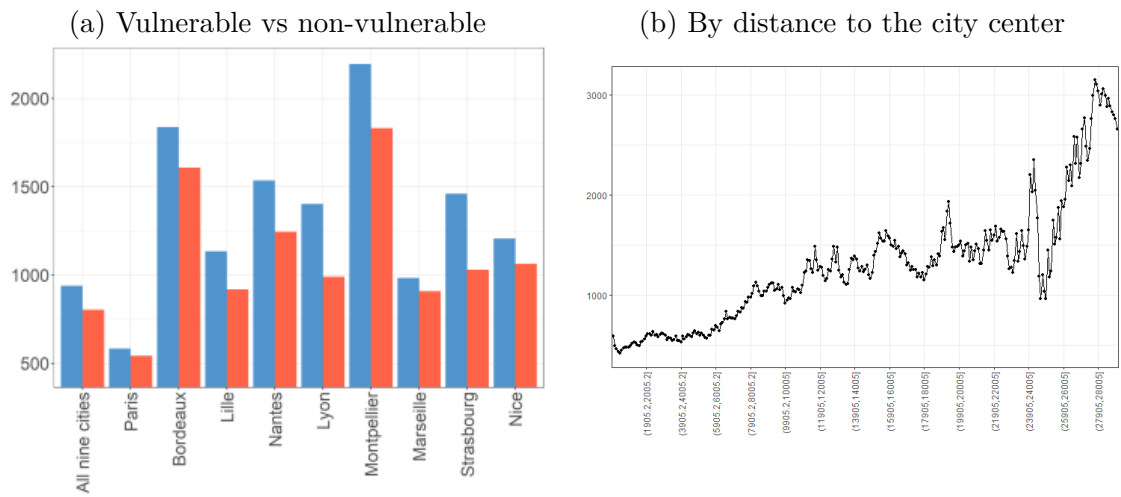 (a) Vulnerable vs non-vulnerable
2000
1500
1000
500
All nine cities
Paris
Bordeaux
Lille
Nantes
Lyon
Montpellier
Marseille
Strasbourg
Nice
(b) By distance to the city center
3000
2000
1000
(1905.2,2005.2]
(3905.2,4005.2]
(5905.2,6005.2]
(7905.2,8005.2]
(9905.2,10005]
(11905,12005]
(13905,14005]
(15905,16005]
(17905,18005]
(19905,20005]
(21905,22005]
(23905,24005]
(25905,26005]
(27905,28005]